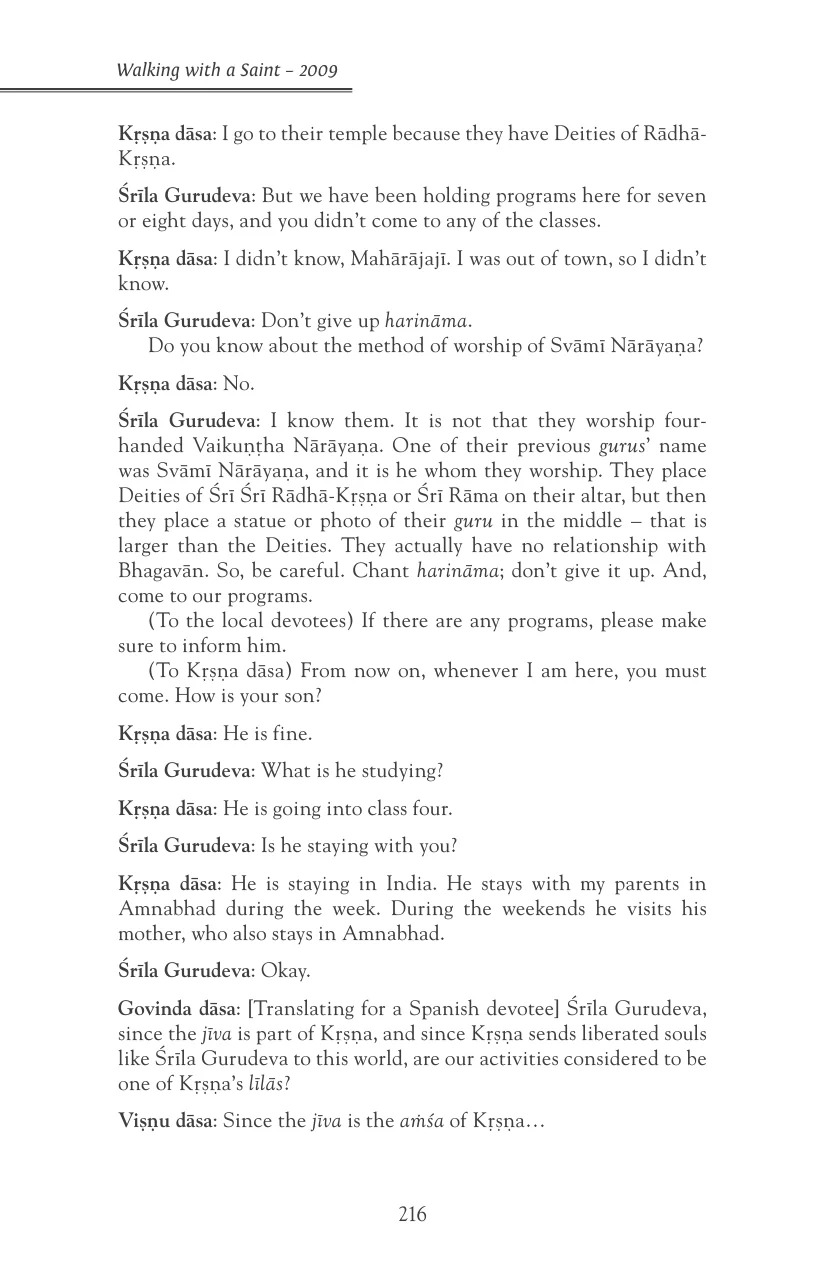 Walking with a Saint – 2009
Kṛṣṇa dāsa: I go to their temple because they have Deities of Rādhā-
Kṛṣṇa.
Śrīla Gurudeva: But we have been holding programs here for seven
or eight days, and you didn’t come to any of the classes.
Kṛṣṇa dāsa: I didn’t know, Mahārājajī. I was out of town, so I didn’t
know.
Śrīla Gurudeva: Don’t give up harināma.
Do you know about the method of worship of Svāmī Nārāyaṇa?
Kṛṣṇa dāsa: No.
Śrīla Gurudeva: I know them. It is not that they worship four-
handed Vaikuṇṭha Nārāyaṇa. One of their previous gurus’ name
was Svāmī Nārāyaṇa, and it is he whom they worship. They place
Deities of Śrī Śrī Rādhā-Kṛṣṇa or Śrī Rāma on their altar, but then
they place a statue or photo of their guru in the middle – that is
larger than the Deities. They actually have no relationship with
Bhagavān. So, be careful. Chant harināma; don’t give it up. And,
come to our programs.
(To the local devotees) If there are any programs, please make
sure to inform him.
(To Kṛṣṇa dāsa) From now on, whenever I am here, you must
come. How is your son?
Kṛṣṇa dāsa: He is fine.
Śrīla Gurudeva: What is he studying?
Kṛṣṇa dāsa: He is going into class four.
Śrīla Gurudeva: Is he staying with you?
Kṛṣṇa dāsa: He is staying in India. He stays with my parents in
Amnabhad during the week. During the weekends he visits his
mother, who also stays in Amnabhad.
Śrīla Gurudeva: Okay.
Govinda dāsa: [Translating for a Spanish devotee] Śrīla Gurudeva,
since the jīva is part of Kṛṣṇa, and since Kṛṣṇa sends liberated souls
like Śrīla Gurudeva to this world, are our activities considered to be
one of Kṛṣṇa’s līlās?
Viṣṇu dāsa: Since the jīva is the aṁśa of Kṛṣṇa…
216